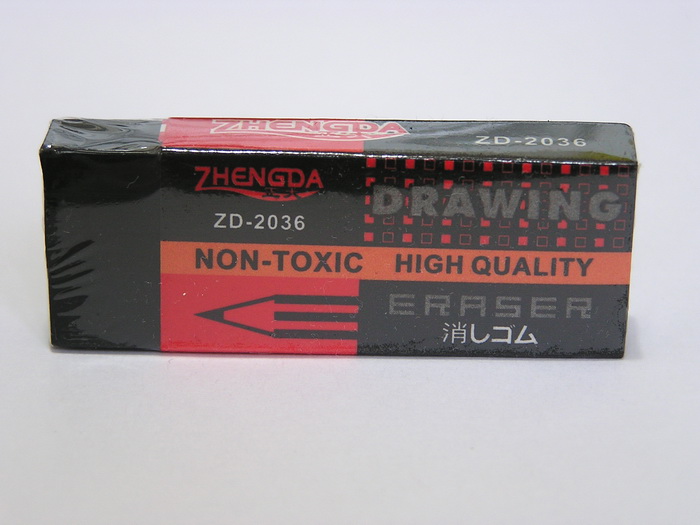 ZHENGDA
ZD-2036
ZHENGDA
ZD-2036
DRAWING
NON-TOXIC HIGH QUALITY
ERASER
消しゴム